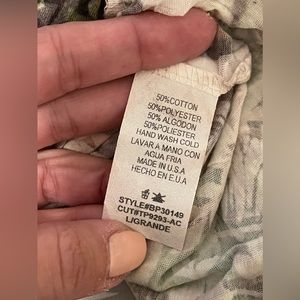 50%COTTON
50%POLYESTER
50% ALGODON
50%POLIESTER
HAND WASH COLD
LAVAR A MANO CON
AGUA FRIA
MADE IN U.S.A
HECHO EN E.U.A
STYLE#BP30149
CUT#TP9293-AC
L/GRANDE